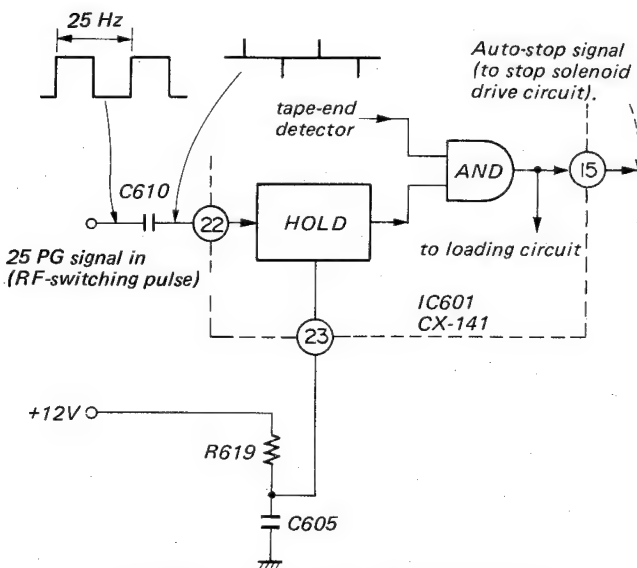 25 Hz
Auto-stop signal
(to stop solenoid
drive circuit).
tape-end
detector
AND
15
C610
22
HOLD
25 PG signal in
(RF-switching pulse)
to loading circuit
IC601
CX-141
23
+12V
R619
C605